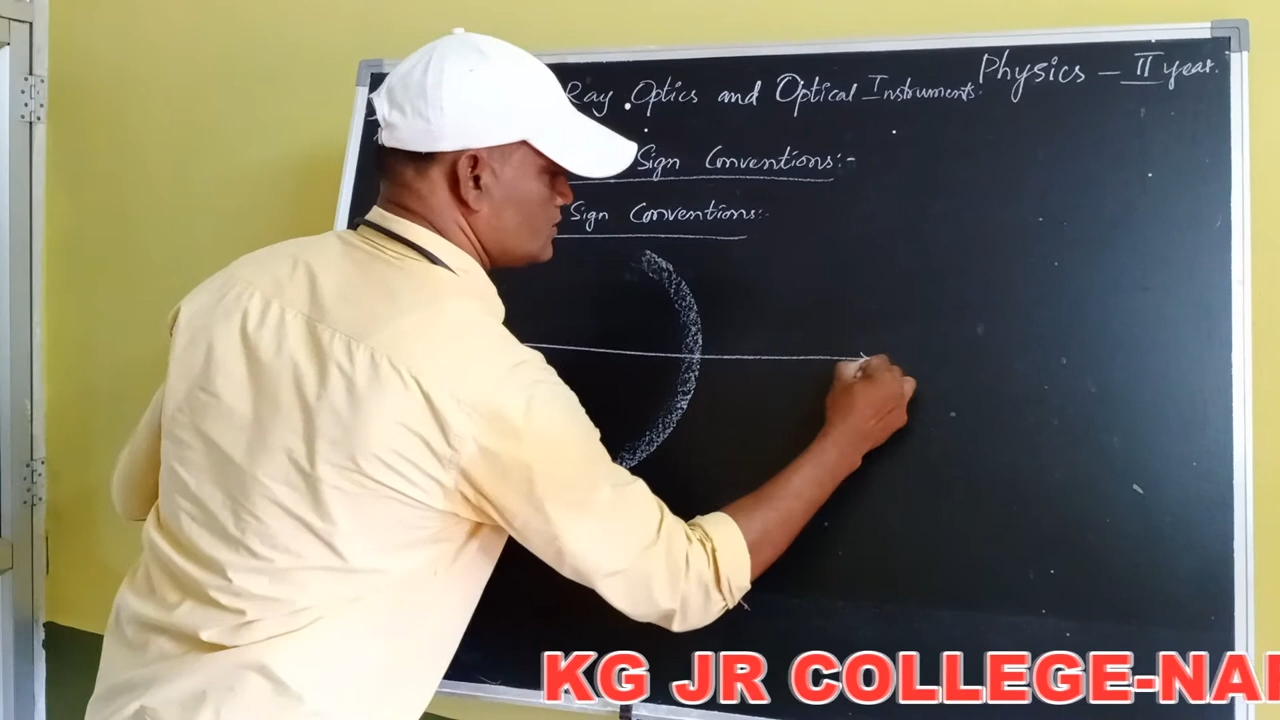 Physics - II year.
Ray Optics and Optical Instruments.
Sign Conventions:-
Sign Conventions:-
KG JR COLLEGE-NA